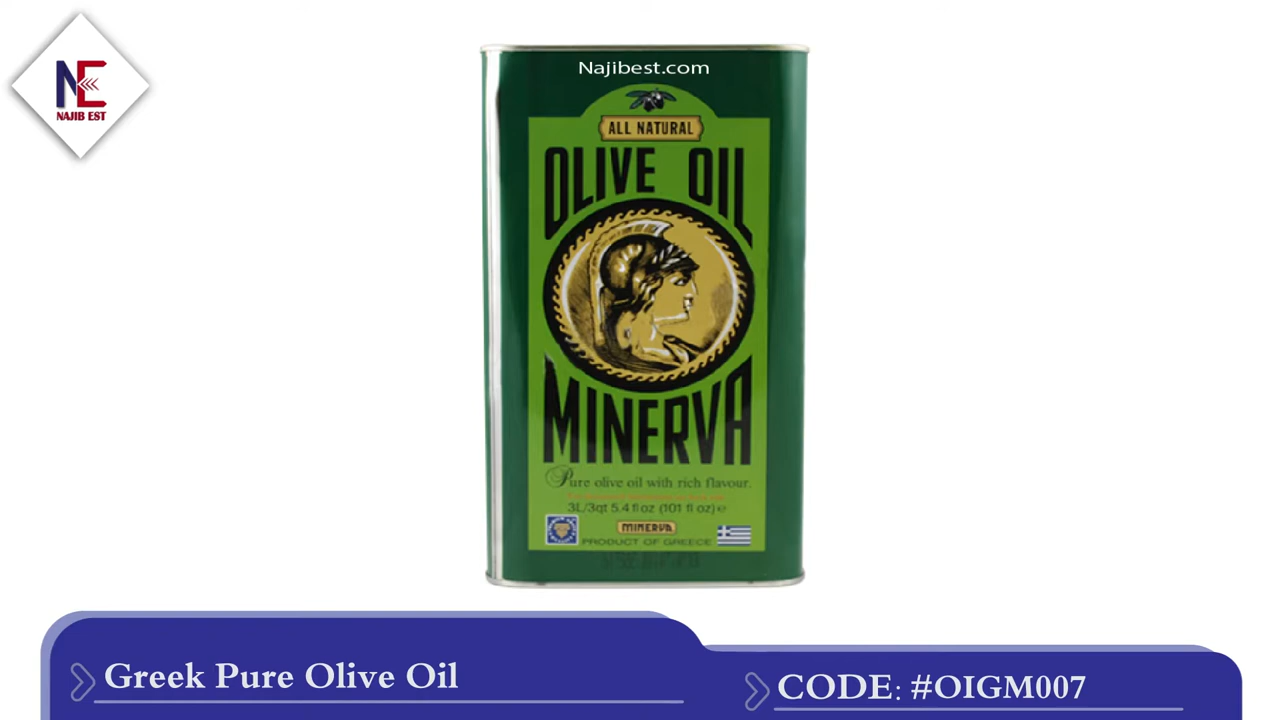 NE
NAJIB EST
Najibest.com
ALL NATURAL
OLIVE OIL
MINERVA
Pure olive oil with rich flavour.
3L/3qt 5.4 fl oz (101 fl oz) e
MINERVA
PRODUCT OF GREECE
Greek Pure Olive Oil
CODE: #OIGM007